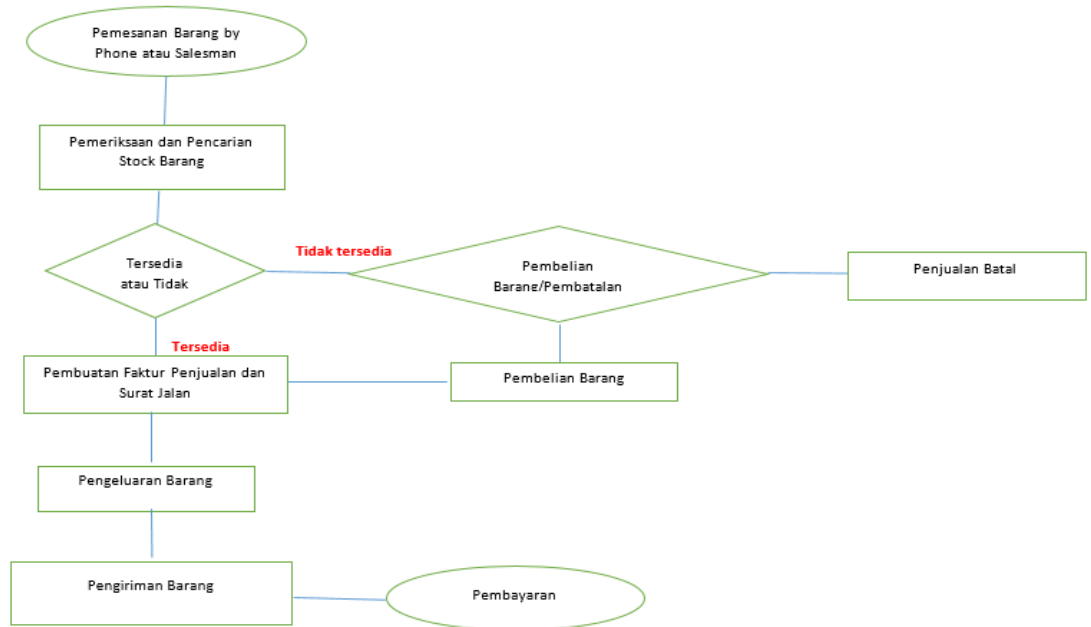 Pemesanan Barang by
Phone atau Salesman
Pemeriksaan dan Pencarian
Stock Barang
Tersedia
atau Tidak
Tidak tersedia
Pembelian
Barang/Pembatalan
Penjualan Batal
Tersedia
Pembuatan Faktur Penjualan dan
Surat Jalan
Pembelian Barang
Pengeluaran Barang
Pengiriman Barang
Pembayaran